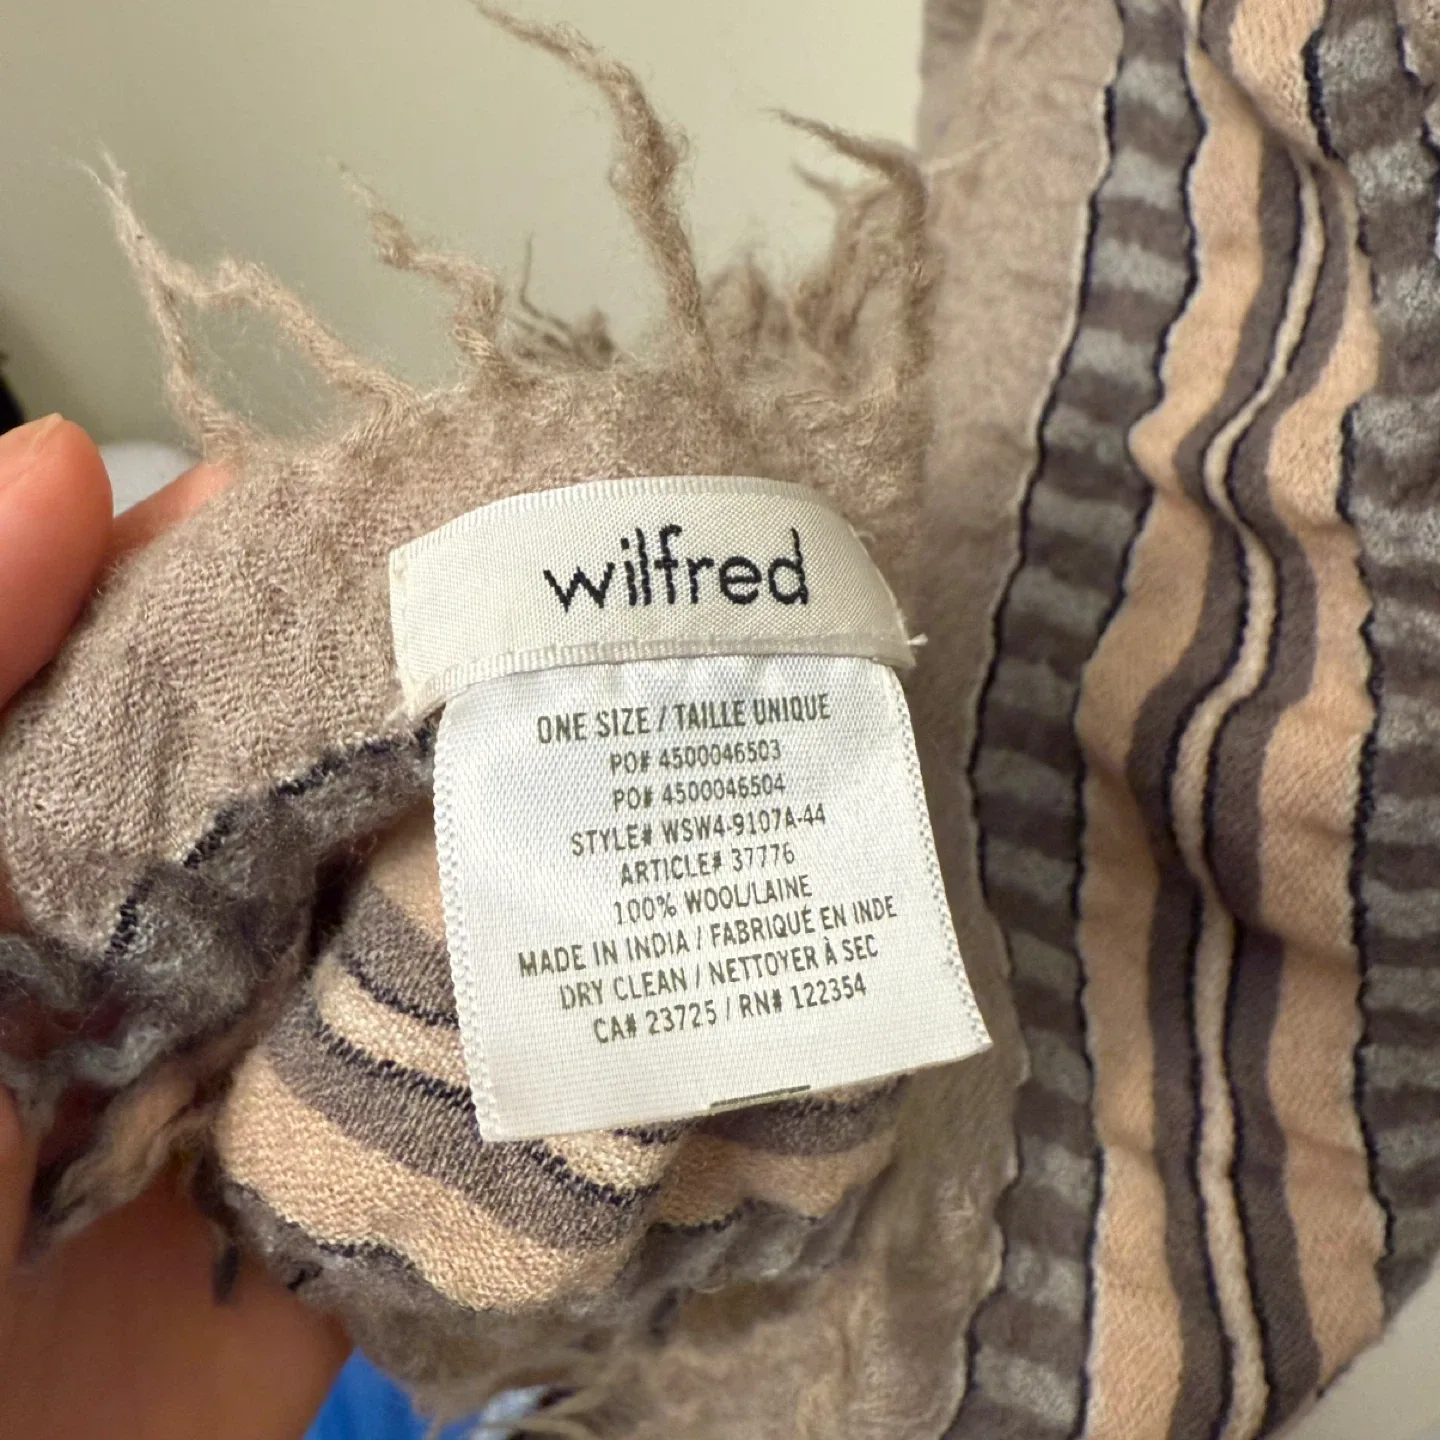 wilfred
ONE SIZE / TAILLE UNIQUE
PO# 4500046503
PO# 4500046504
STYLE# WSW4-9107A-44
ARTICLE# 37776
100% WOOL/LAINE
MADE IN INDIA / FABRIQUÉ EN INDE
DRY CLEAN / NETTOYER À SEC
CA# 23725 / RN# 122354